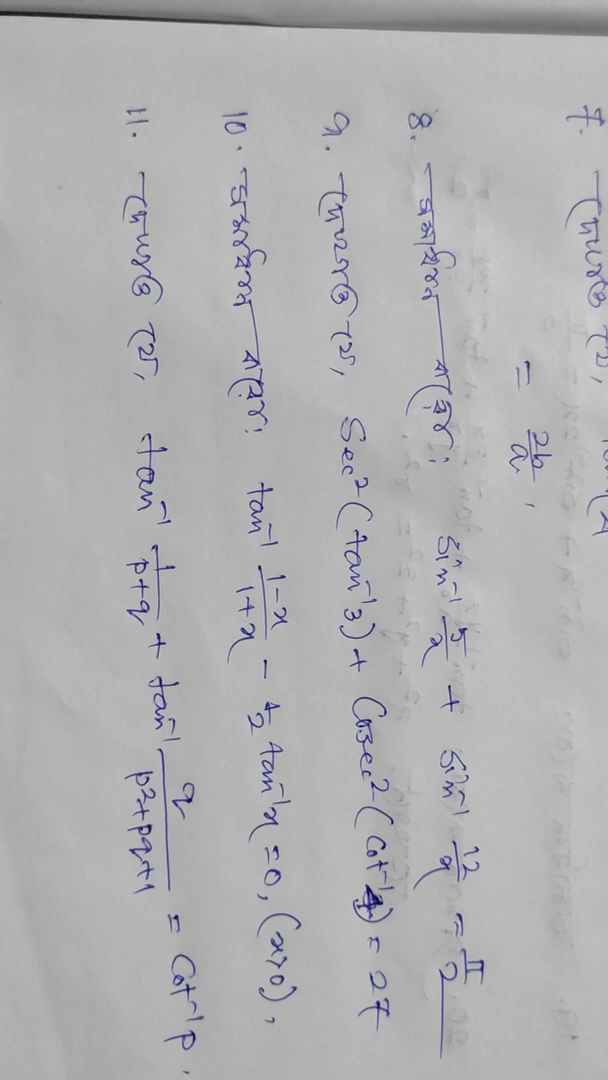 7. দেখাও যে, tan(
= 2b/a,
8. সমাধান করো: sin⁻¹ 5/x + sin⁻¹ 12/x = π/2
9. দেখাও যে, Sec²(tan⁻¹3) + Cosec²(Cot⁻¹4) = 27
10. সমাধান করো: tan⁻¹ (1-x)/(1+x) - 1/2 tan⁻¹x = 0, (x>0),
11. দেখাও যে, tan⁻¹ 1/(p+q) + tan⁻¹ q/(p²+pq+1) = Cot⁻¹p.